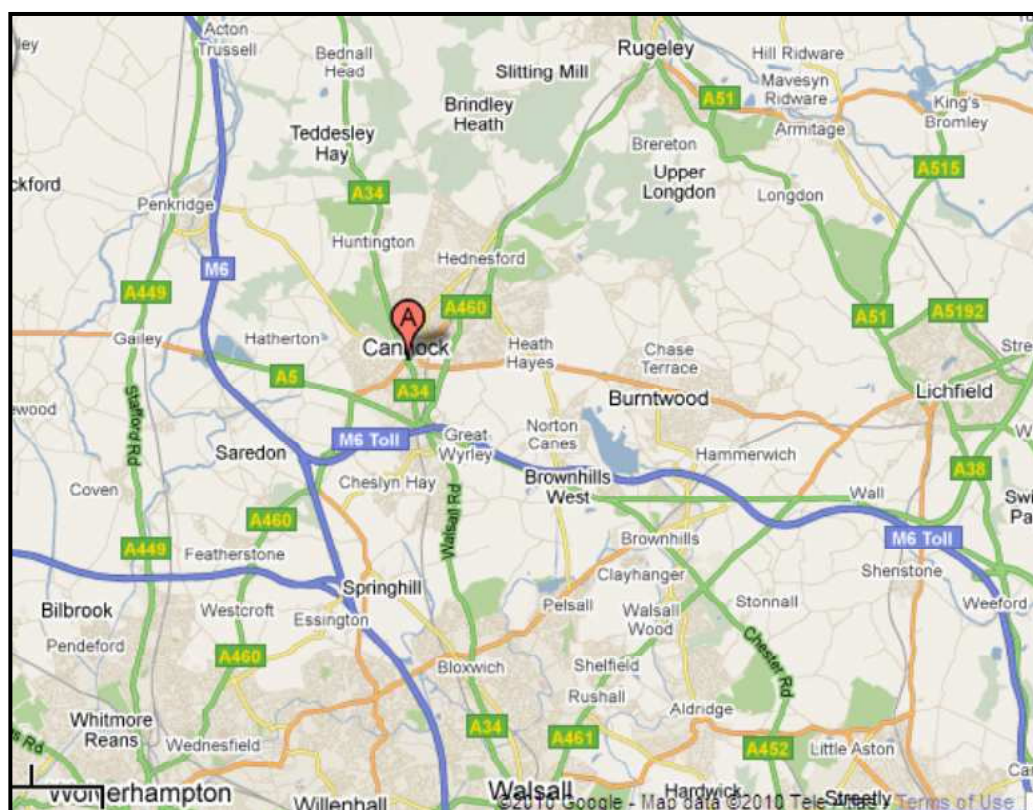 Acton
Trussell
Bednall
Head
Rugeley
Hill Ridware
Slitting Mill
Mavesyn
Ridware
A51
King's
Bromley
Brindley
Heath
Armitage
Teddesley
Hay
Brereton
Upper
Longdon
A515
A34
Longdon
Penkridge
Huntington
Hednesford
M6
A449
A
A460
A51
A5192
Gailey
Hatherton
Cannock
Heath
Hayes
Chase
Terrace
A5
A34
Burntwood
Lichfield
Stafford Rd
M6 Toll
Saredon
Great
Wyrley
Norton
Canes
Hammerwich
A38
Coven
Cheslyn Hay
Brownhills
West
Wall
Walsall Rd
A460
A449
Featherstone
Brownhills
M6 Toll
Shenstone
Springhill
Clayhanger
Bilbrook
Westcroft
Essington
Pelsall
Walsall
Wood
Stonnall
Weeford
Pendeford
A460
Bloxwich
Shelfield
Chester Rd
Rushall
Whitmore
Reans
Wednesfield
A34
A461
Aldridge
A452
Little Aston
Wolverhampton
Willenhall
Walsall
Hardwick
Streetly
©2010 Google - Map data ©2010 Tele Atlas - Terms of Use